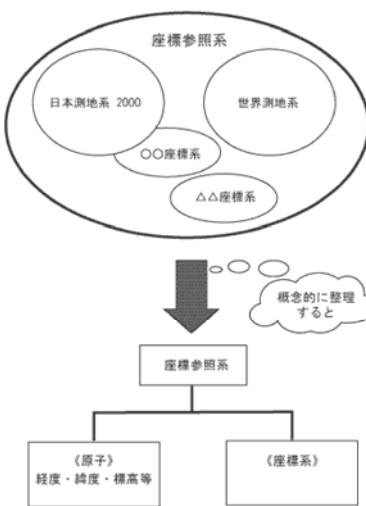 座標参照系
日本測地系 2000
世界測地系
○○座標系
△△座標系
概念的に整理
すると
座標参照系
《原子》
経度・緯度・標高等
《座標系》